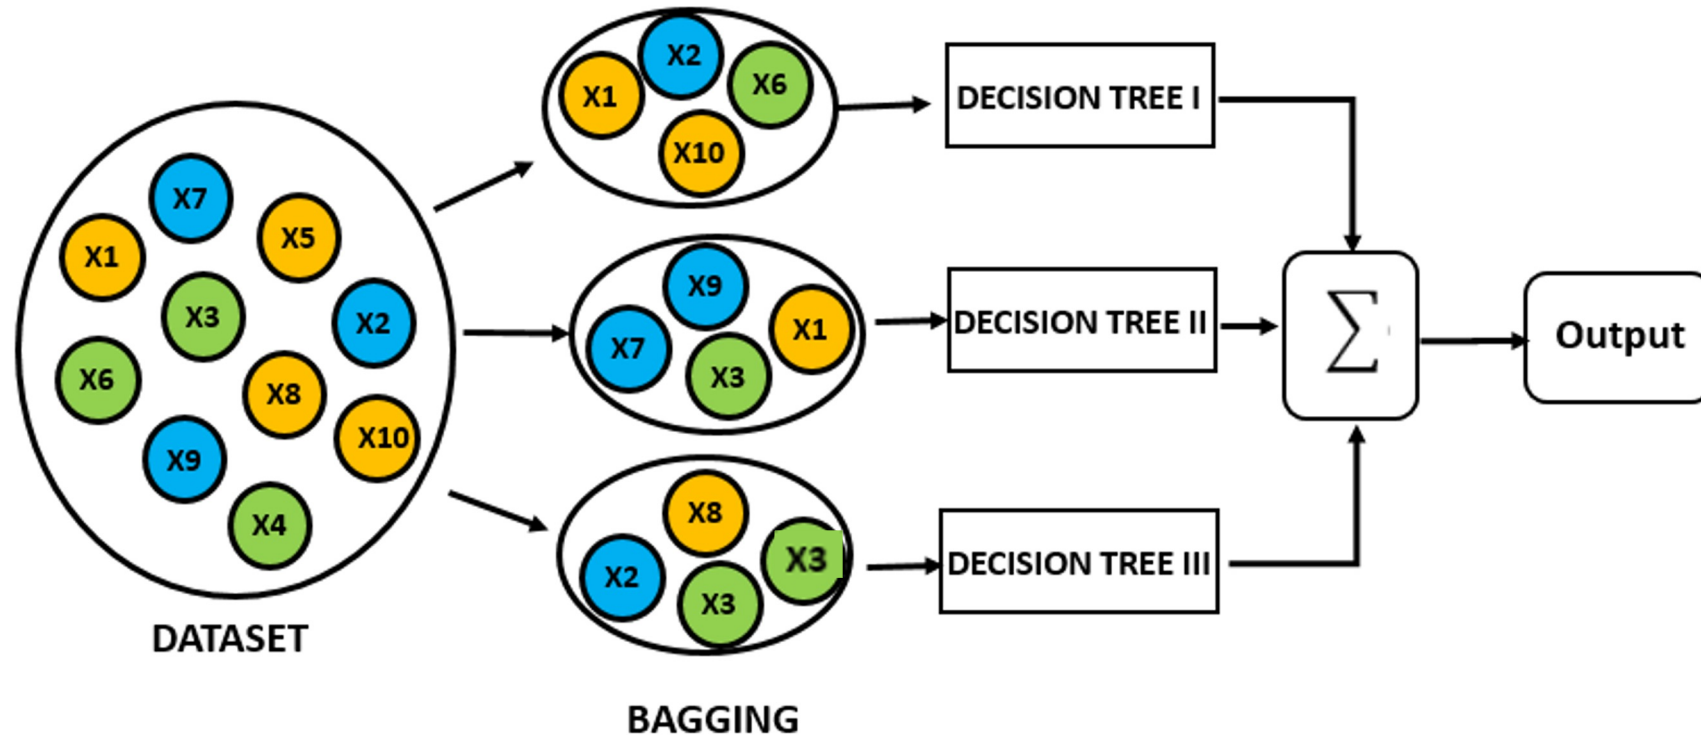 X7
X1
X5
X3
X2
X6
X8
X10
X9
X4
DATASET
X2
X1
X6
X10
X9
X7
X1
X3
X8
X2
X3
X3
BAGGING
DECISION TREE I
DECISION TREE II
DECISION TREE III
∑
Output